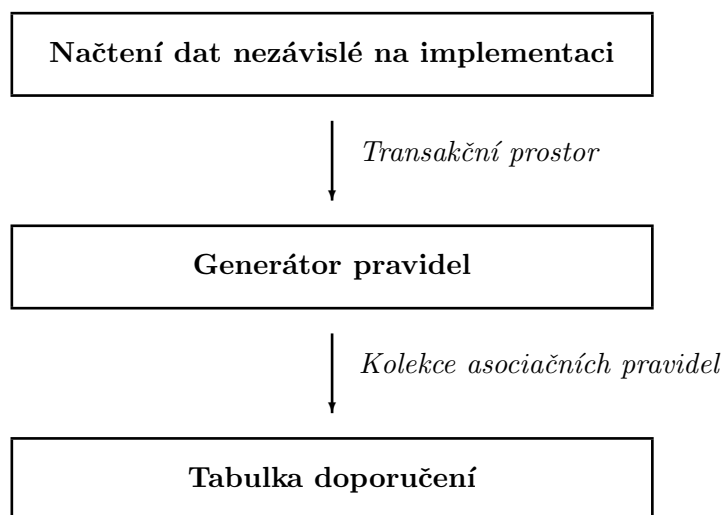 Načtení dat nezávislé na implementaci
Transakční prostor
Generátor pravidel
Kolekce asociačních pravidel
Tabulka doporučení